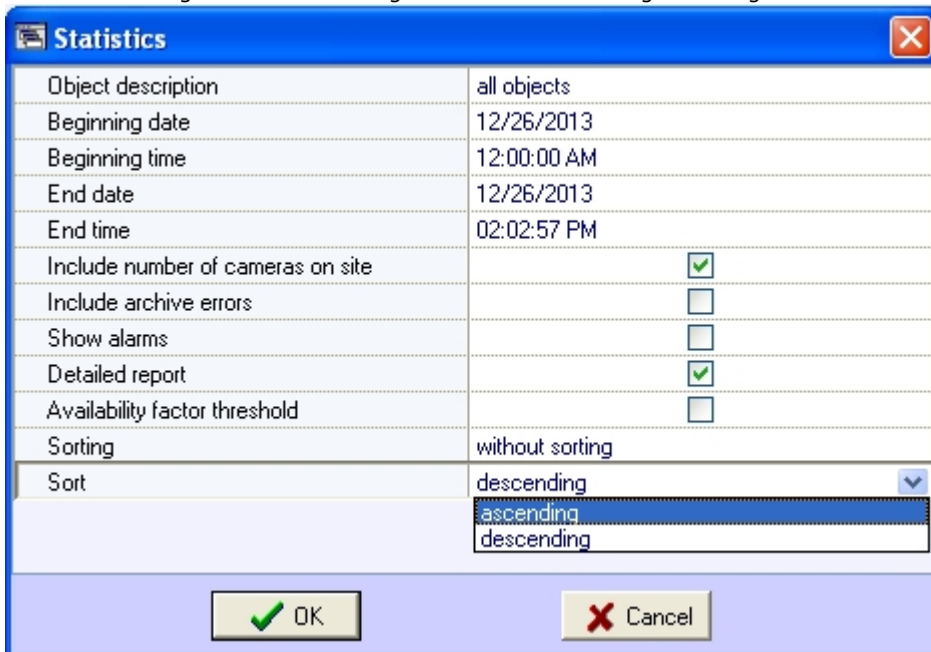 Statistics
Object description all objects
Beginning date 12/26/2013
Beginning time 12:00:00 AM
End date 12/26/2013
End time 02:02:57 PM
Include number of cameras on site
Include archive errors
Show alarms
Detailed report
Availability factor threshold
Sorting without sorting
Sort descending
ascending
descending
OK Cancel